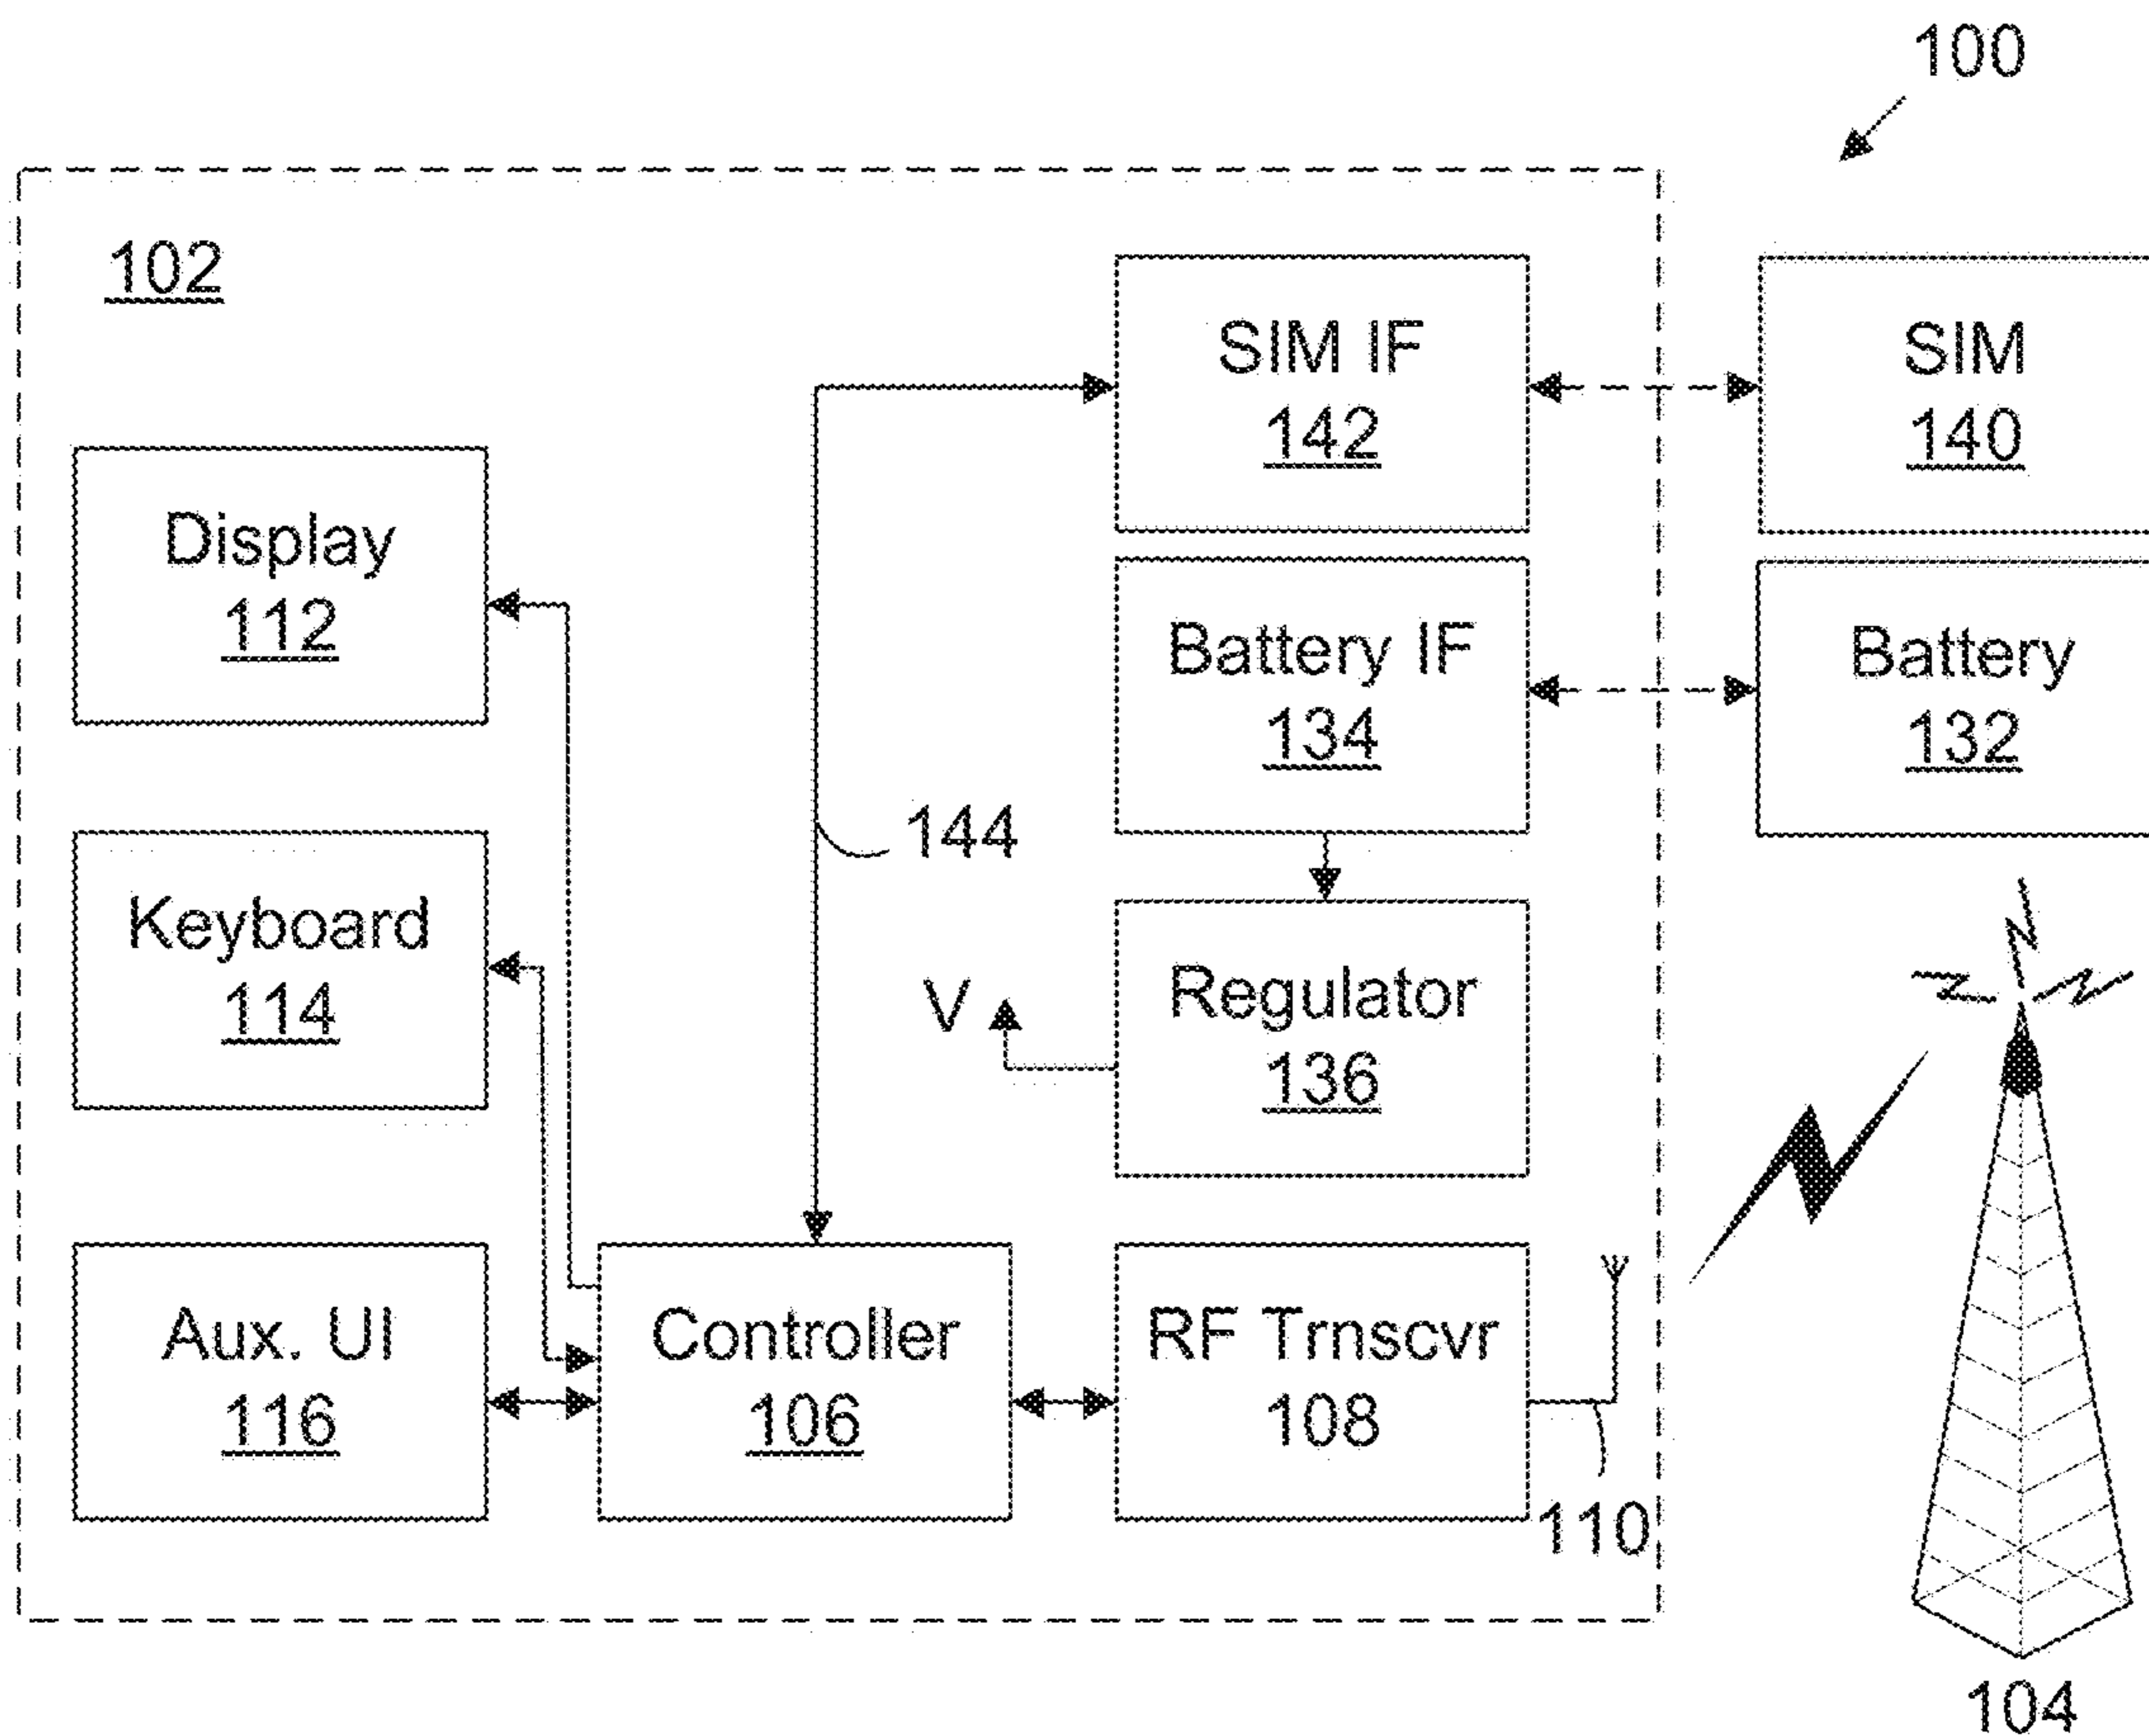 100
102
SIM IF
142
SIM
140
Display
112
Battery IF
134
Battery
132
144
Keyboard
114
V
Regulator
136
Aux. UI
116
Controller
106
RF Trnscvr
108
110
104